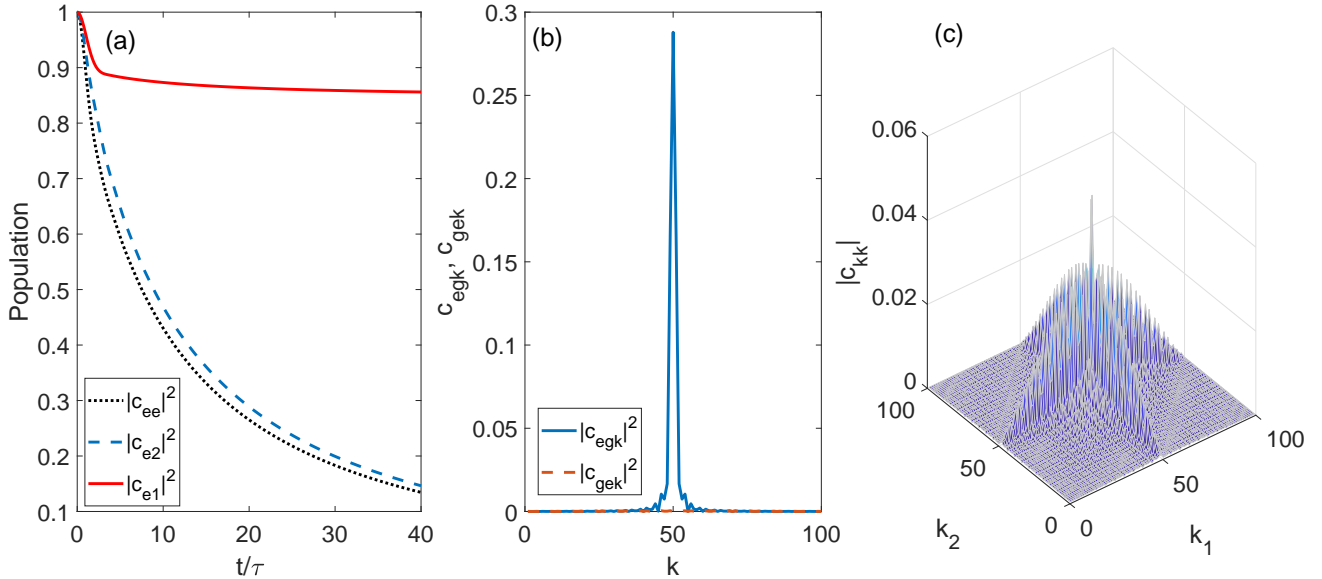 (a)
Population
1
0.9
0.8
0.7
0.6
0.5
0.4
0.3
0.2
0.1
|c_ee|^2
|c_e2|^2
|c_e1|^2
0 10 20 30 40
t/τ
(b)
c_egk, c_gek
0.3
0.25
0.2
0.15
0.1
0.05
0
|c_egk|^2
|c_gek|^2
0 50 100
k
(c)
|c_kk|
0.06
0.04
0.02
0
100
50
0
k_2
0
50
100
k_1